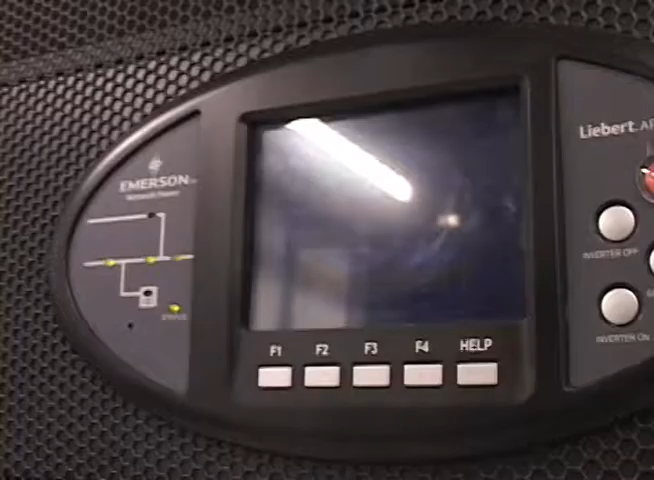 EMERSON
Network Power
STATUS
F1 F2 F3 F4 HELP
Liebert
INVERTER OFF
INVERTER ON